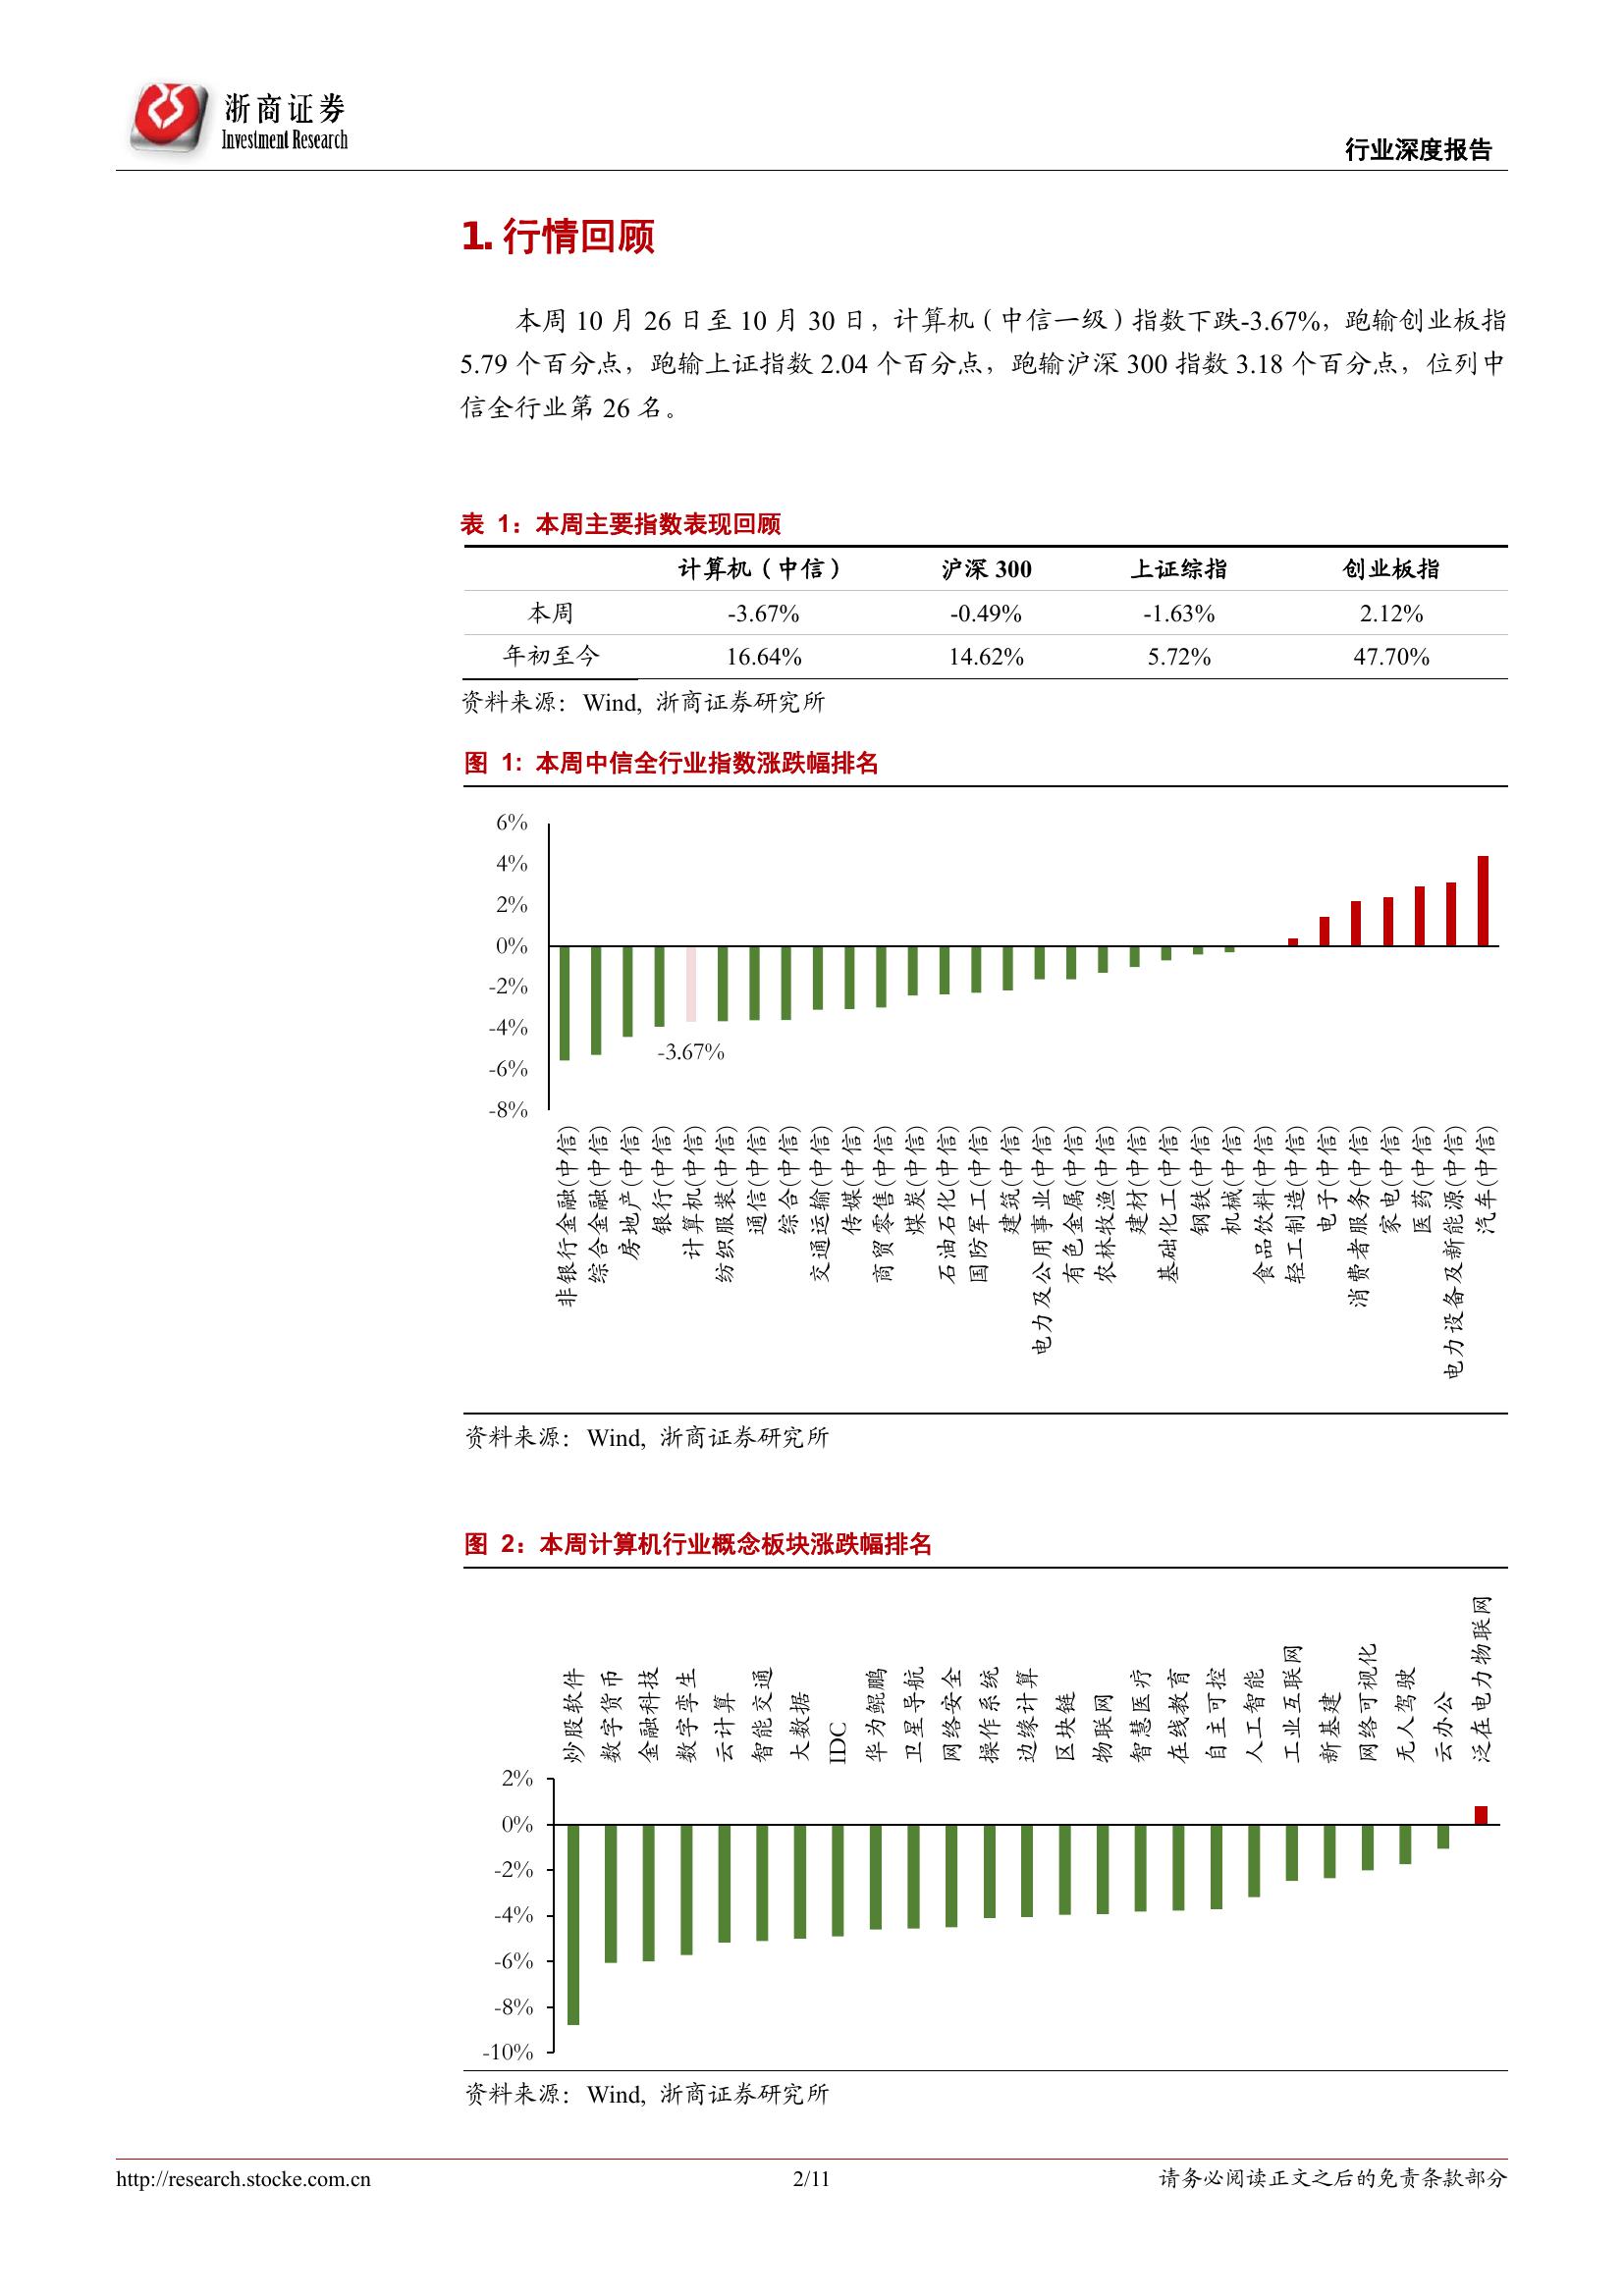 浙商证券
Investment Research
行业深度报告
1. 行情回顾
本周 10 月 26 日至 10 月 30 日，计算机（中信一级）指数下跌-3.67%，跑输创业板指
5.79 个百分点，跑输上证指数 2.04 个百分点，跑输沪深 300 指数 3.18 个百分点，位列中
信全行业第 26 名。
表 1：本周主要指数表现回顾
计算机（中信） 沪深 300 上证综指 创业板指
本周 -3.67% -0.49% -1.63% 2.12%
年初至今 16.64% 14.62% 5.72% 47.70%
资料来源：Wind, 浙商证券研究所
图 1: 本周中信全行业指数涨跌幅排名
6%
4%
2%
0%
-2%
-4%
-6%
-8%
-3.67%
非银行金融(中信)
综合金融(中信)
房地产(中信)
银行(中信)
计算机(中信)
纺织服装(中信)
通信(中信)
综合(中信)
交通运输(中信)
传媒(中信)
商贸零售(中信)
煤炭(中信)
石油石化(中信)
国防军工(中信)
建筑(中信)
电力及公用事业(中信)
有色金属(中信)
农林牧渔(中信)
建材(中信)
基础化工(中信)
钢铁(中信)
机械(中信)
食品饮料(中信)
轻工制造(中信)
电子(中信)
消费者服务(中信)
家电(中信)
医药(中信)
电力设备及新能源(中信)
汽车(中信)
资料来源：Wind, 浙商证券研究所
图 2：本周计算机行业概念板块涨跌幅排名
炒股软件
数字货币
金融科技
数字孪生
云计算
智能交通
大数据
IDC
华为鲲鹏
卫星导航
网络安全
操作系统
边缘计算
区块链
物联网
智慧医疗
在线教育
自主可控
人工智能
工业互联网
新基建
网络可视化
无人驾驶
云办公
泛在电力物联网
2%
0%
-2%
-4%
-6%
-8%
-10%
资料来源：Wind, 浙商证券研究所
http://research.stocke.com.cn 2/11 请务必阅读正文之后的免责条款部分